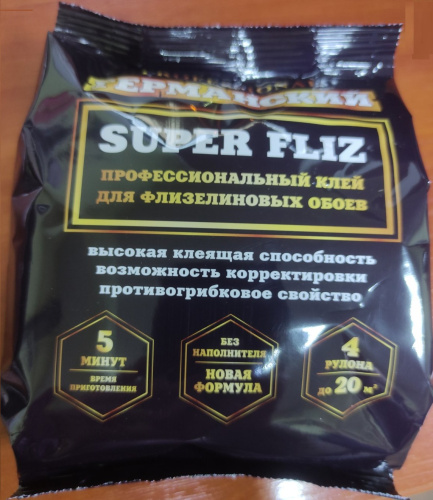 ГЕРМАНСКИЙ
SUPER FLIZ
ПРОФЕССИОНАЛЬНЫЙ КЛЕЙ
ДЛЯ ФЛИЗЕЛИНОВЫХ ОБОЕВ
ВЫСОКАЯ КЛЕЯЩАЯ СПОСОБНОСТЬ
ВОЗМОЖНОСТЬ КОРРЕКТИРОВКИ
ПРОТИВОГРИБКОВОЕ СВОЙСТВО
5
МИНУТ
ВРЕМЯ
ПРИГОТОВЛЕНИЯ
БЕЗ
НАПОЛНИТЕЛЯ
НОВАЯ
ФОРМУЛА
4
РУЛОНА
ДО 20 М²